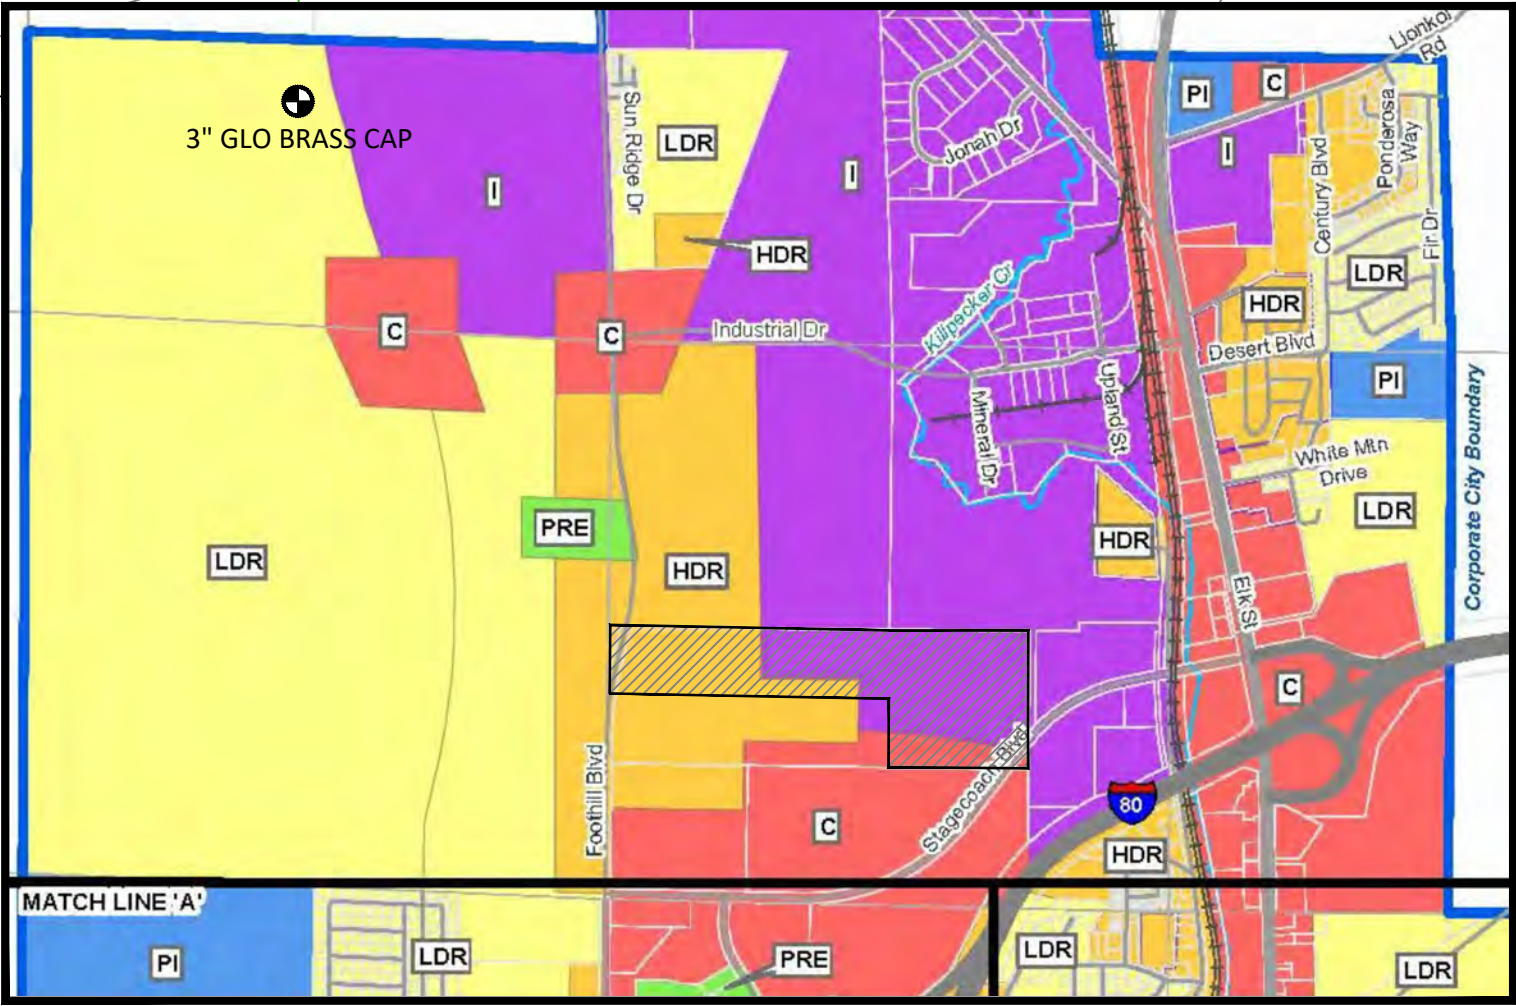 Lionkol
Rd
PI
C
3" GLO BRASS CAP
Sun Ridge Dr
LDR
Jonah Dr
I
I
I
Century Blvd
Ponderosa
Way
Fir Dr
HDR
LDR
HDR
Killpecker Cr
C
C
Industrial Dr
Desert Blvd
PI
Mineral Dr
Upland St
White Mtn
Drive
Corporate City Boundary
LDR
PRE
HDR
LDR
HDR
Elk St
C
Foothill Blvd
Stagecoach Blvd
80
C
HDR
MATCH LINE 'A'
PI
LDR
PRE
LDR
LDR